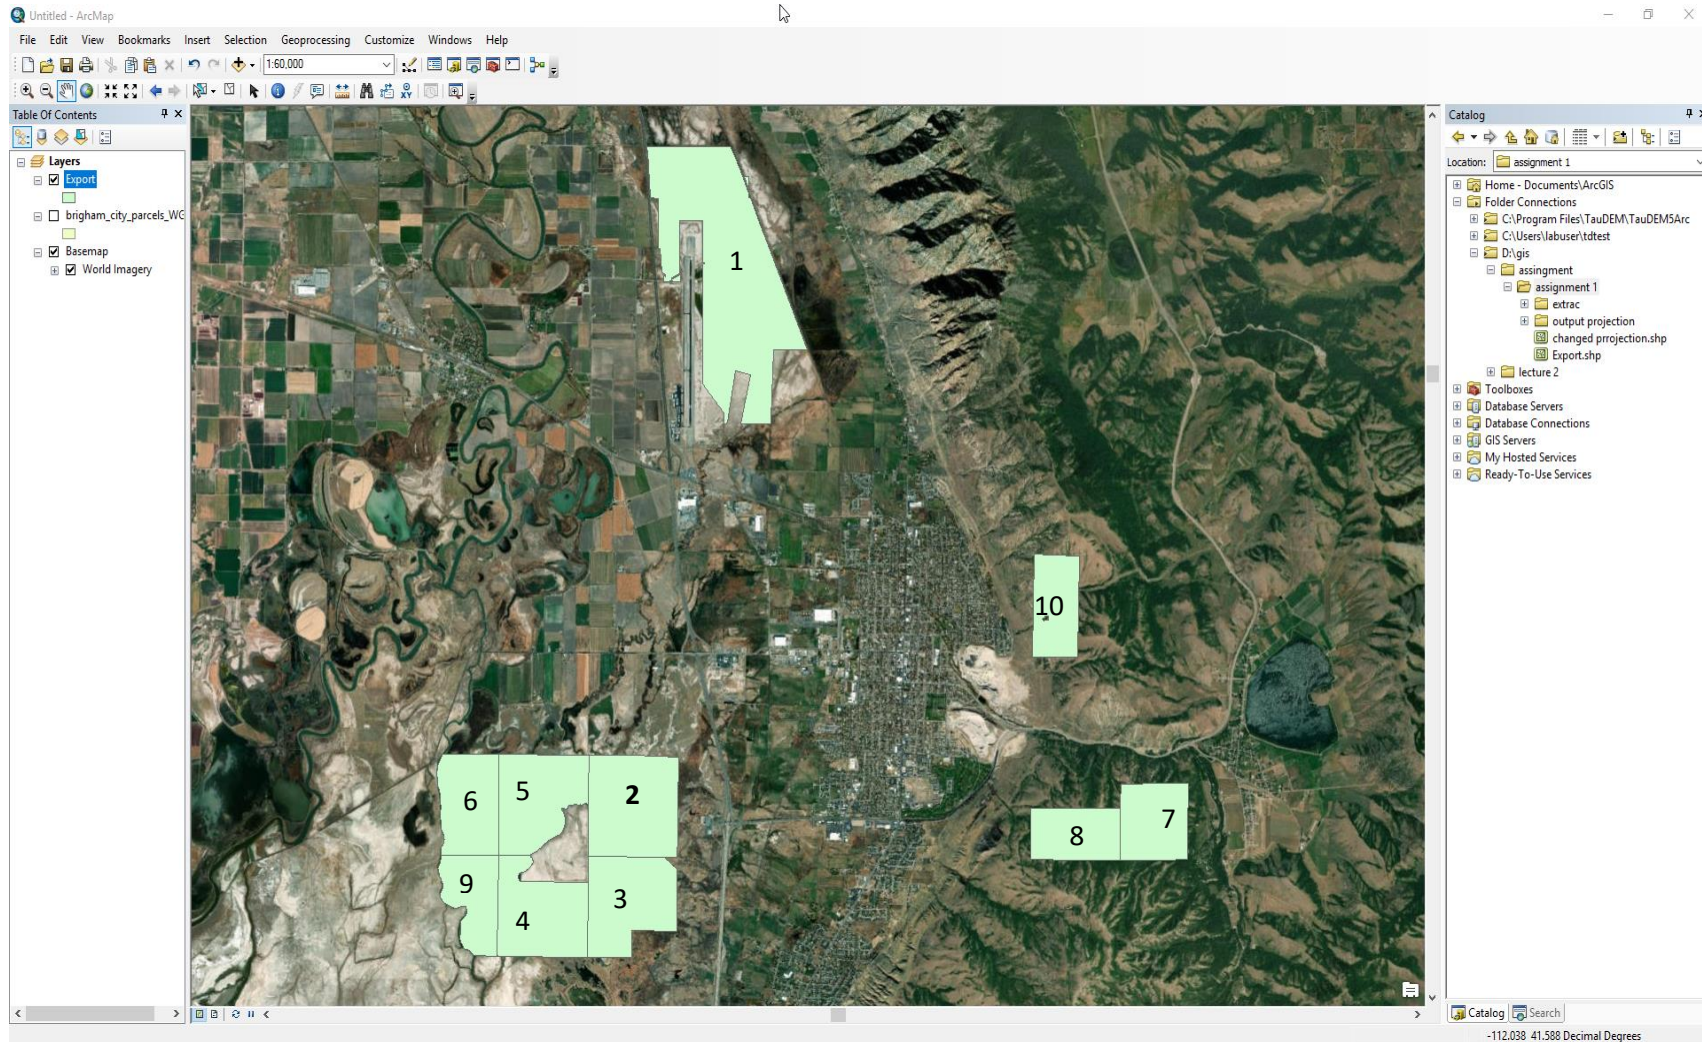 Untitled - ArcMap
File Edit View Bookmarks Insert Selection Geoprocessing Customize Windows Help
1:60,000
Table Of Contents
Layers
Export
brigham_city_parcels_WG
Basemap
World Imagery
1
10
6
5
2
8
7
9
4
3
Catalog
Location: assignment 1
Home - Documents\ArcGIS
Folder Connections
C:\Program Files\TauDEM\TauDEM5Arc
C:\Users\labuser\tdtest
D:\gis
assingment
assignment 1
extrac
output projection
changed prrojection.shp
Export.shp
lecture 2
Toolboxes
Database Servers
Database Connections
GIS Servers
My Hosted Services
Ready-To-Use Services
Catalog Search
-112.038 41.588 Decimal Degrees